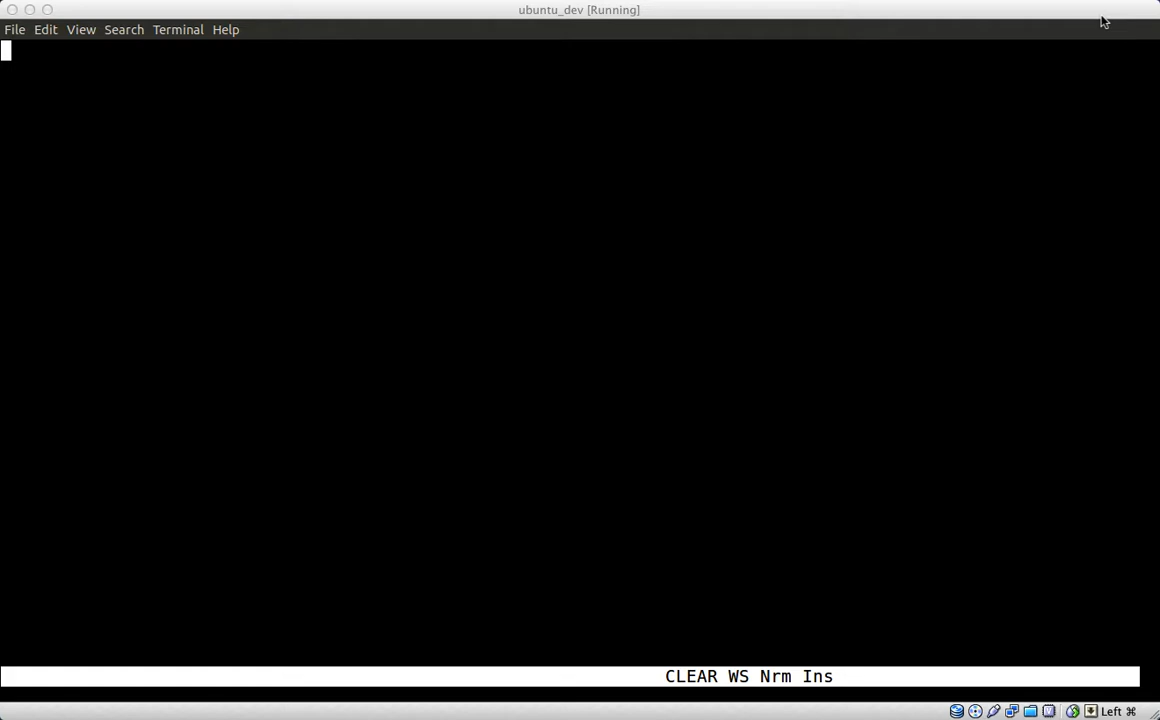 ubuntu_dev [Running]
File Edit View Search Terminal Help
CLEAR WS Nrm Ins
Left ⌘